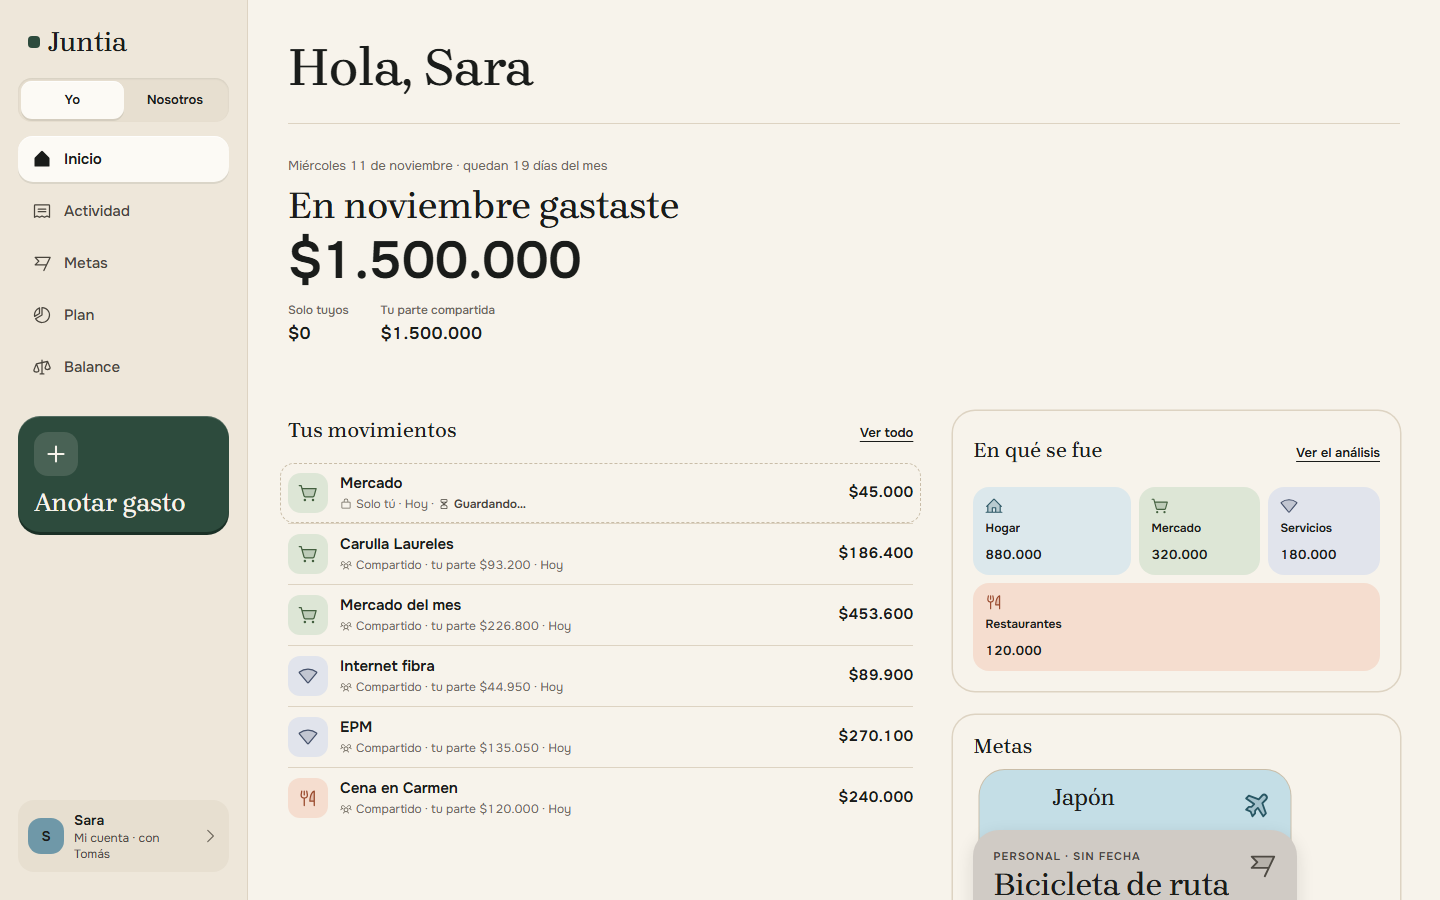 Juntia
Yo
Nosotros
Inicio
Actividad
Metas
Plan
Balance
Anotar gasto
S
Sara
Mi cuenta · con
Tomás
Hola, Sara
Miércoles 11 de noviembre · quedan 19 días del mes
En noviembre gastaste
$1.500.000
Solo tuyos
$0
Tu parte compartida
$1.500.000
Tus movimientos
Ver todo
Mercado
Solo tú · Hoy · Guardando...
$45.000
Carulla Laureles
Compartido · tu parte $93.200 · Hoy
$186.400
Mercado del mes
Compartido · tu parte $226.800 · Hoy
$453.600
Internet fibra
Compartido · tu parte $44.950 · Hoy
$89.900
EPM
Compartido · tu parte $135.050 · Hoy
$270.100
Cena en Carmen
Compartido · tu parte $120.000 · Hoy
$240.000
En qué se fue
Ver el análisis
Hogar
880.000
Mercado
320.000
Servicios
180.000
Restaurantes
120.000
Metas
Japón
PERSONAL · SIN FECHA
Bicicleta de ruta